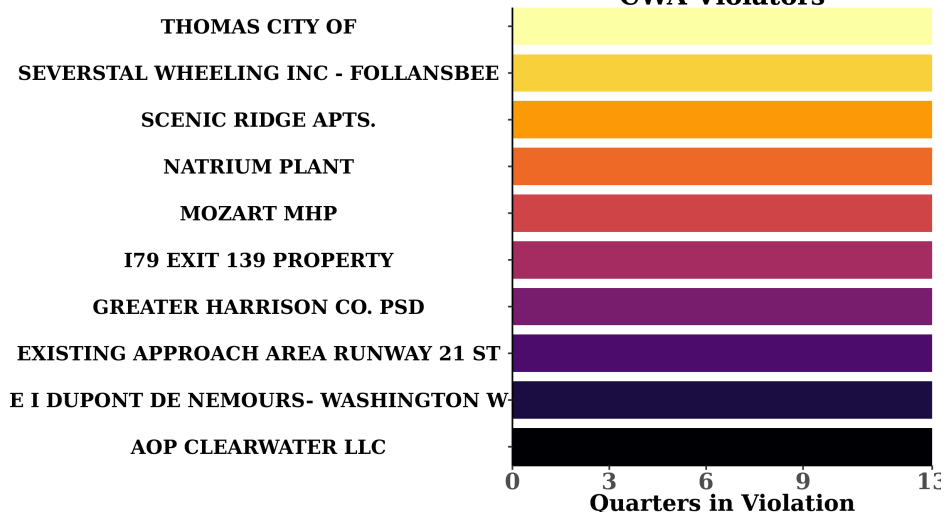 CWA Violators
THOMAS CITY OF
SEVERSTAL WHEELING INC - FOLLANSBEE
SCENIC RIDGE APTS.
NATRIUM PLANT
MOZART MHP
I79 EXIT 139 PROPERTY
GREATER HARRISON CO. PSD
EXISTING APPROACH AREA RUNWAY 21 ST
E I DUPONT DE NEMOURS- WASHINGTON W
AOP CLEARWATER LLC
0 3 6 9 13
Quarters in Violation